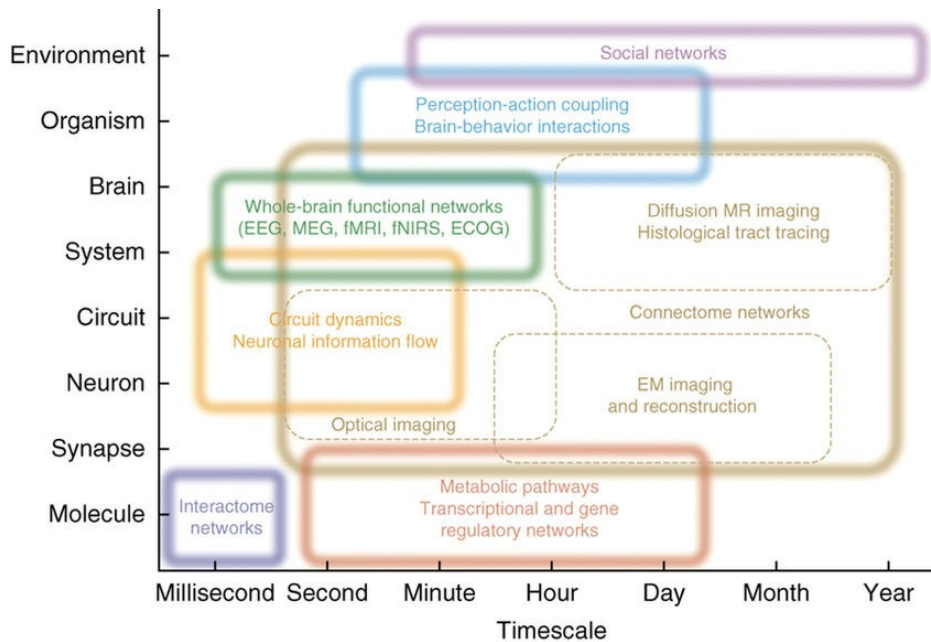 Environment
Organism
Brain
System
Circuit
Neuron
Synapse
Molecule
Social networks
Perception-action coupling
Brain-behavior interactions
Whole-brain functional networks
(EEG, MEG, fMRI, fNIRS, ECOG)
Diffusion MR imaging
Histological tract tracing
Circuit dynamics
Neuronal information flow
Connectome networks
EM imaging
and reconstruction
Optical imaging
Interactome
networks
Metabolic pathways
Transcriptional and gene
regulatory networks
Millisecond Second Minute Hour Day Month Year
Timescale